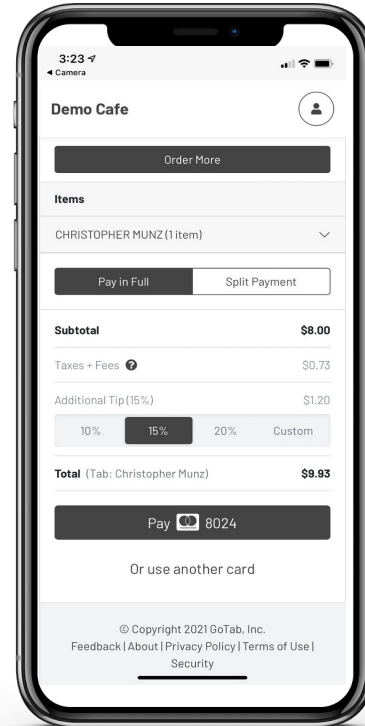 3:23
◄ Camera
Demo Cafe
Order More
Items
CHRISTOPHER MUNZ (1 item)
Pay in Full Split Payment
Subtotal $8.00
Taxes + Fees ? $0.73
Additional Tip (15%) $1.20
10% 15% 20% Custom
Total (Tab: Christopher Munz) $9.93
Pay 8024
Or use another card
© Copyright 2021 GoTab, Inc.
Feedback | About | Privacy Policy | Terms of Use |
Security